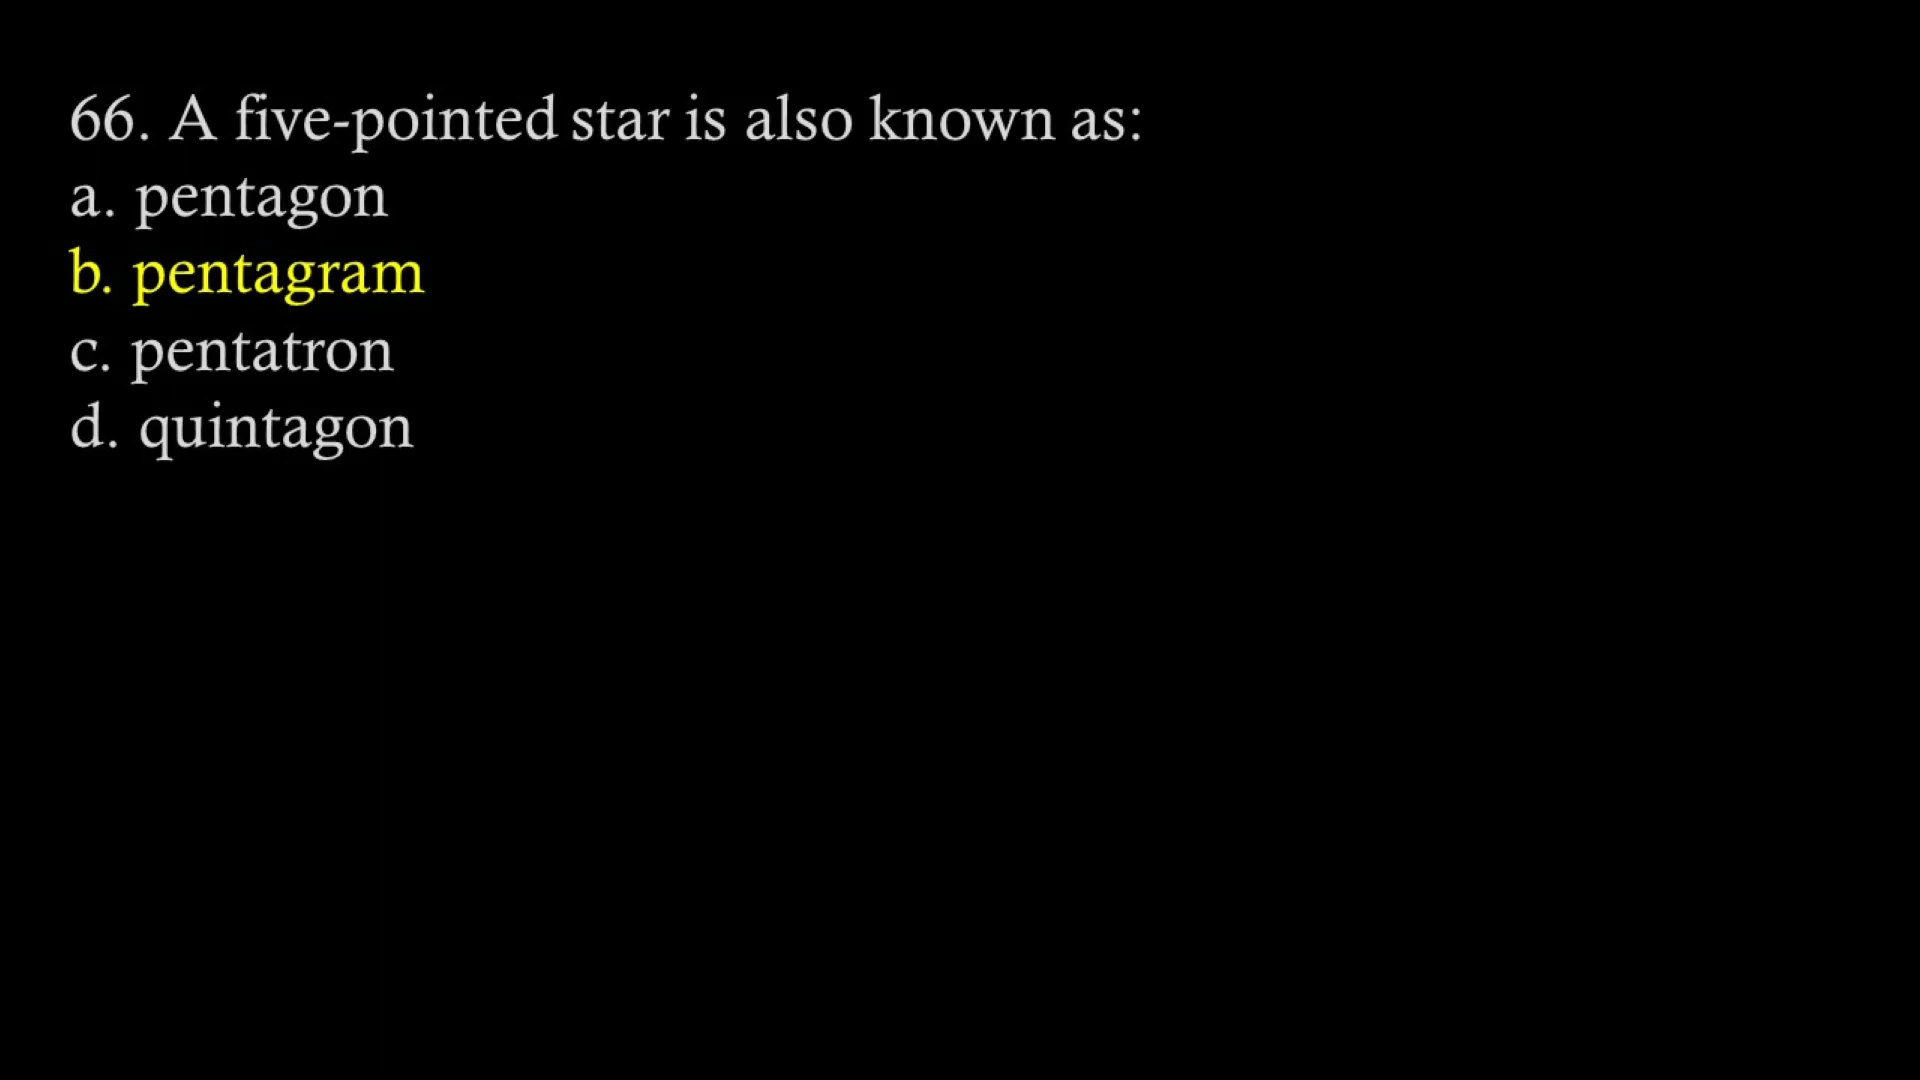 66. A five-pointed star is also known as:
a. pentagon
b. pentagram
c. pentatron
d. quintagon